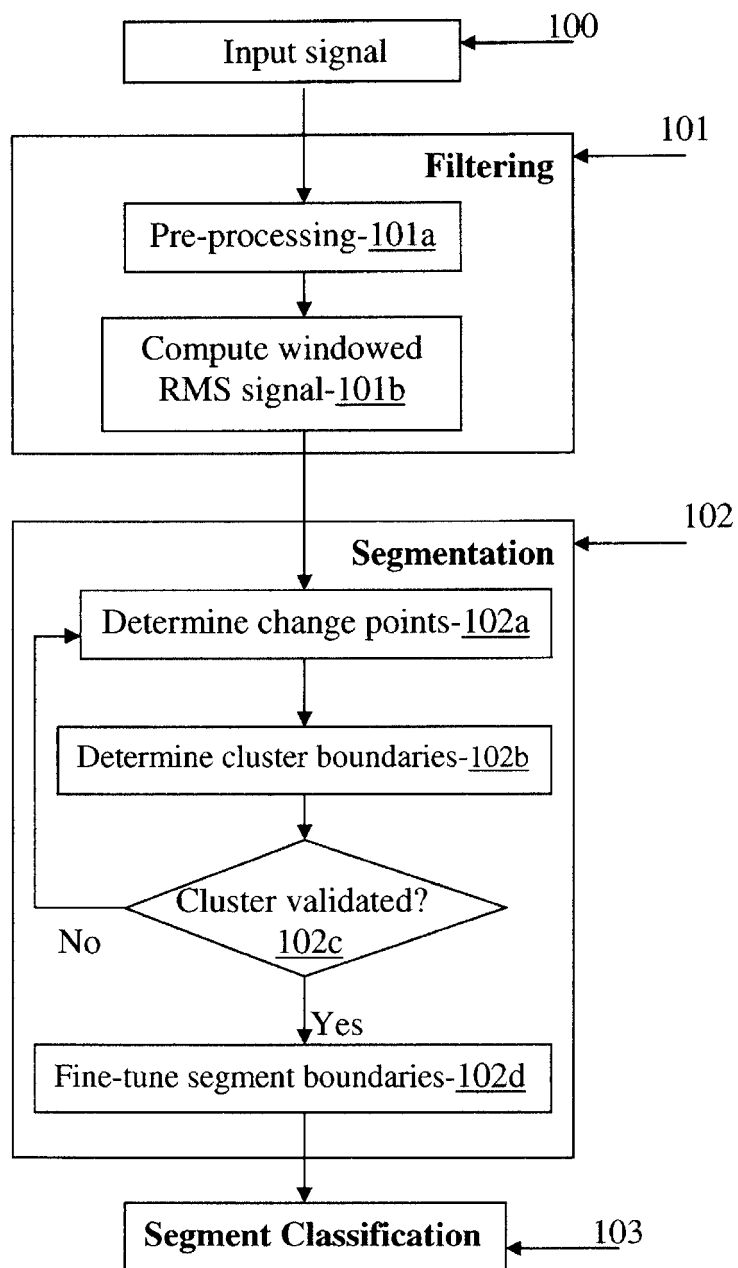 100
Input signal
101
Filtering
Pre-processing-101a
Compute windowed
RMS signal-101b
102
Segmentation
Determine change points-102a
Determine cluster boundaries-102b
Cluster validated?
102c
No
Yes
Fine-tune segment boundaries-102d
Segment Classification
103